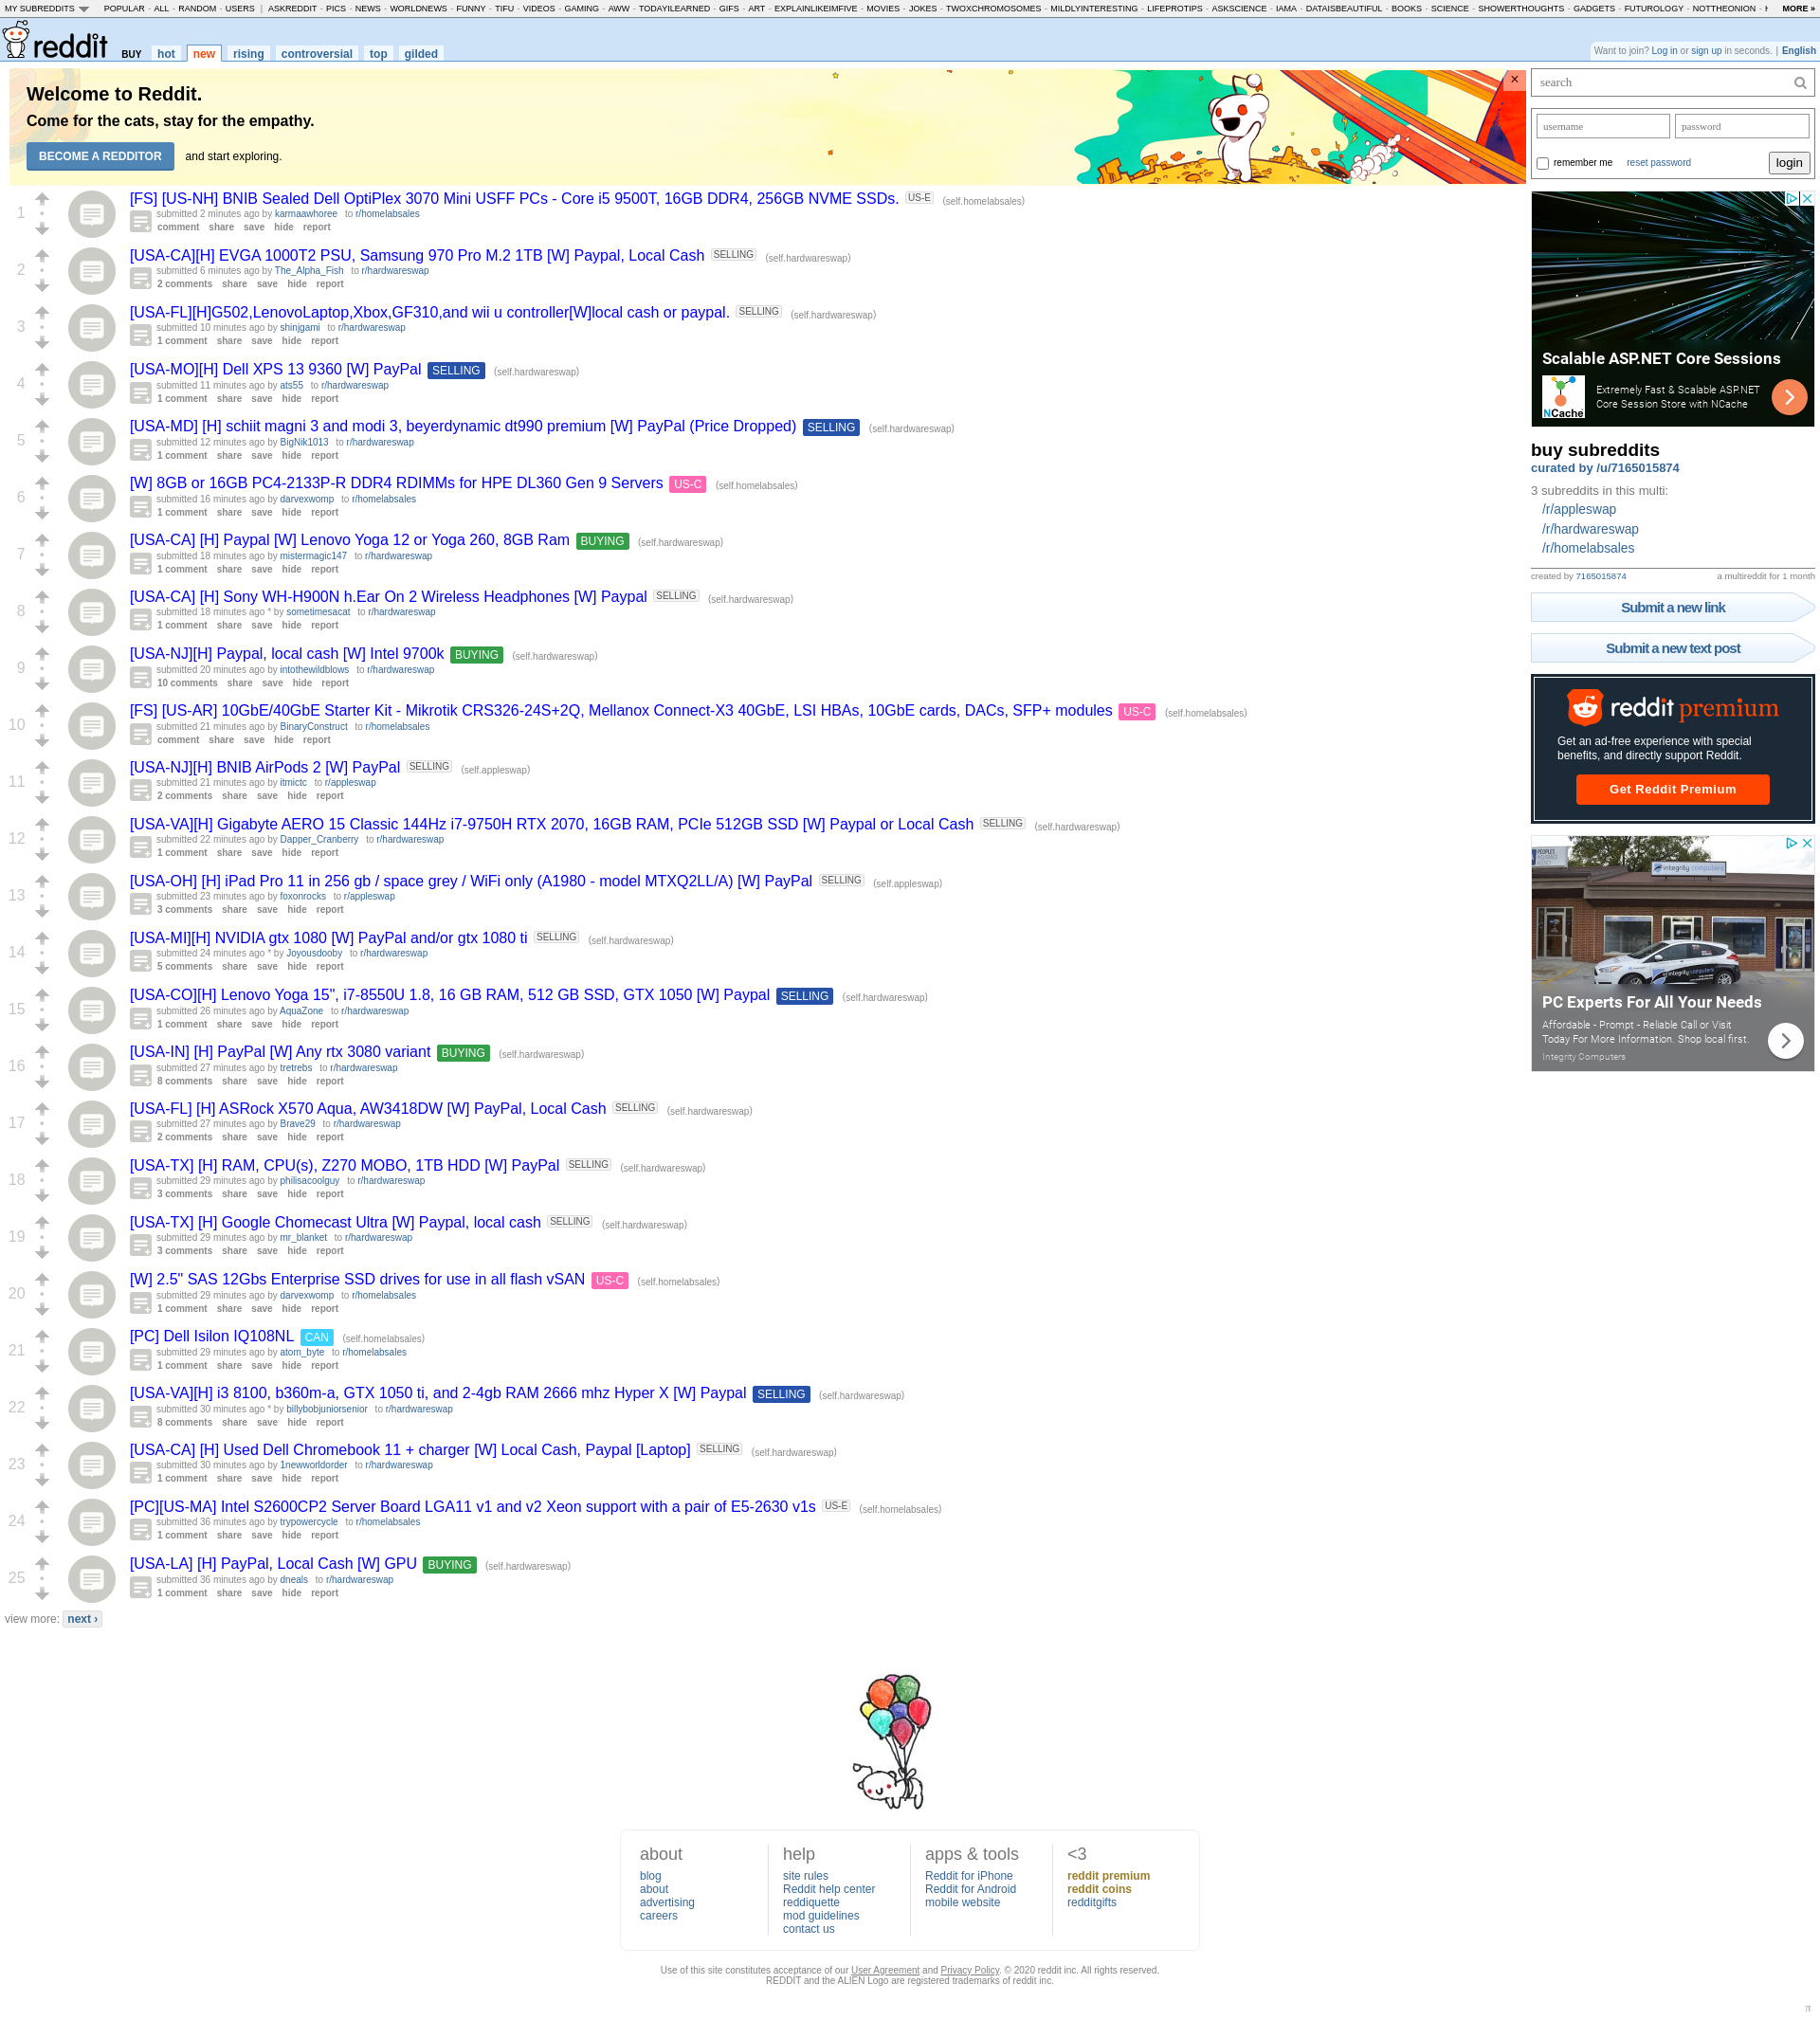 MY SUBREDDITS POPULAR - ALL - RANDOM - USERS | ASKREDDIT - PICS - NEWS - WORLDNEWS - FUNNY - TIFU - VIDEOS - GAMING - AWW - TODAYILEARNED - GIFS - ART - EXPLAINLIKEIMFIVE - MOVIES - JOKES - TWOXCHROMOSOMES - MILDLYINTERESTING - LIFEPROTIPS - ASKSCIENCE - IAMA - DATAISBEAUTIFUL - BOOKS - SCIENCE - SHOWERTHOUGHTS - GADGETS - FUTUROLOGY - NOTTHEONION - MORE »
reddit BUY hot new rising controversial top gilded
Want to join? Log in or sign up in seconds. | English
Welcome to Reddit.
Come for the cats, stay for the empathy.
BECOME A REDDITOR and start exploring.
1
[FS] [US-NH] BNIB Sealed Dell OptiPlex 3070 Mini USFF PCs - Core i5 9500T, 16GB DDR4, 256GB NVME SSDs. US-E (self.homelabsales)
submitted 2 minutes ago by karmaawhoree to r/homelabsales
comment share save hide report
2
[USA-CA][H] EVGA 1000T2 PSU, Samsung 970 Pro M.2 1TB [W] Paypal, Local Cash SELLING (self.hardwareswap)
submitted 6 minutes ago by The_Alpha_Fish to r/hardwareswap
2 comments share save hide report
3
[USA-FL][H]G502,LenovoLaptop,Xbox,GF310,and wii u controller[W]local cash or paypal. SELLING (self.hardwareswap)
submitted 10 minutes ago by shinjgami to r/hardwareswap
1 comment share save hide report
4
[USA-MO][H] Dell XPS 13 9360 [W] PayPal SELLING (self.hardwareswap)
submitted 11 minutes ago by ats55 to r/hardwareswap
1 comment share save hide report
5
[USA-MD] [H] schiit magni 3 and modi 3, beyerdynamic dt990 premium [W] PayPal (Price Dropped) SELLING (self.hardwareswap)
submitted 12 minutes ago by BigNik1013 to r/hardwareswap
1 comment share save hide report
6
[W] 8GB or 16GB PC4-2133P-R DDR4 RDIMMs for HPE DL360 Gen 9 Servers US-C (self.homelabsales)
submitted 16 minutes ago by darvexwomp to r/homelabsales
1 comment share save hide report
7
[USA-CA] [H] Paypal [W] Lenovo Yoga 12 or Yoga 260, 8GB Ram BUYING (self.hardwareswap)
submitted 18 minutes ago by mistermagic147 to r/hardwareswap
1 comment share save hide report
8
[USA-CA] [H] Sony WH-H900N h.Ear On 2 Wireless Headphones [W] Paypal SELLING (self.hardwareswap)
submitted 18 minutes ago * by sometimesacat to r/hardwareswap
1 comment share save hide report
9
[USA-NJ][H] Paypal, local cash [W] Intel 9700k BUYING (self.hardwareswap)
submitted 20 minutes ago by intothewildblows to r/hardwareswap
10 comments share save hide report
10
[FS] [US-AR] 10GbE/40GbE Starter Kit - Mikrotik CRS326-24S+2Q, Mellanox Connect-X3 40GbE, LSI HBAs, 10GbE cards, DACs, SFP+ modules US-C (self.homelabsales)
submitted 21 minutes ago by BinaryConstruct to r/homelabsales
comment share save hide report
11
[USA-NJ][H] BNIB AirPods 2 [W] PayPal SELLING (self.appleswap)
submitted 21 minutes ago by itmictc to r/appleswap
2 comments share save hide report
12
[USA-VA][H] Gigabyte AERO 15 Classic 144Hz i7-9750H RTX 2070, 16GB RAM, PCIe 512GB SSD [W] Paypal or Local Cash SELLING (self.hardwareswap)
submitted 22 minutes ago by Dapper_Cranberry to r/hardwareswap
1 comment share save hide report
13
[USA-OH] [H] iPad Pro 11 in 256 gb / space grey / WiFi only (A1980 - model MTXQ2LL/A) [W] PayPal SELLING (self.appleswap)
submitted 23 minutes ago by foxonrocks to r/appleswap
3 comments share save hide report
14
[USA-MI][H] NVIDIA gtx 1080 [W] PayPal and/or gtx 1080 ti SELLING (self.hardwareswap)
submitted 24 minutes ago * by Joyousdooby to r/hardwareswap
5 comments share save hide report
15
[USA-CO][H] Lenovo Yoga 15", i7-8550U 1.8, 16 GB RAM, 512 GB SSD, GTX 1050 [W] Paypal SELLING (self.hardwareswap)
submitted 26 minutes ago by AquaZone to r/hardwareswap
1 comment share save hide report
16
[USA-IN] [H] PayPal [W] Any rtx 3080 variant BUYING (self.hardwareswap)
submitted 27 minutes ago by tretrebs to r/hardwareswap
8 comments share save hide report
17
[USA-FL] [H] ASRock X570 Aqua, AW3418DW [W] PayPal, Local Cash SELLING (self.hardwareswap)
submitted 27 minutes ago by Brave29 to r/hardwareswap
2 comments share save hide report
18
[USA-TX] [H] RAM, CPU(s), Z270 MOBO, 1TB HDD [W] PayPal SELLING (self.hardwareswap)
submitted 29 minutes ago by philisacoolguy to r/hardwareswap
3 comments share save hide report
19
[USA-TX] [H] Google Chomecast Ultra [W] Paypal, local cash SELLING (self.hardwareswap)
submitted 29 minutes ago by mr_blanket to r/hardwareswap
3 comments share save hide report
20
[W] 2.5" SAS 12Gbs Enterprise SSD drives for use in all flash vSAN US-C (self.homelabsales)
submitted 29 minutes ago by darvexwomp to r/homelabsales
1 comment share save hide report
21
[PC] Dell Isilon IQ108NL CAN (self.homelabsales)
submitted 29 minutes ago by atom_byte to r/homelabsales
1 comment share save hide report
22
[USA-VA][H] i3 8100, b360m-a, GTX 1050 ti, and 2-4gb RAM 2666 mhz Hyper X [W] Paypal SELLING (self.hardwareswap)
submitted 30 minutes ago * by billybobjuniorsenior to r/hardwareswap
8 comments share save hide report
23
[USA-CA] [H] Used Dell Chromebook 11 + charger [W] Local Cash, Paypal [Laptop] SELLING (self.hardwareswap)
submitted 30 minutes ago by 1newworldorder to r/hardwareswap
1 comment share save hide report
24
[PC][US-MA] Intel S2600CP2 Server Board LGA11 v1 and v2 Xeon support with a pair of E5-2630 v1s US-E (self.homelabsales)
submitted 36 minutes ago by trypowercycle to r/homelabsales
1 comment share save hide report
25
[USA-LA] [H] PayPal, Local Cash [W] GPU BUYING (self.hardwareswap)
submitted 36 minutes ago by dneals to r/hardwareswap
1 comment share save hide report
view more: next ›
search
username password
remember me reset password login
Scalable ASP.NET Core Sessions
NCache
Extremely Fast & Scalable ASP.NET
Core Session Store with NCache
buy subreddits
curated by /u/7165015874
3 subreddits in this multi:
/r/appleswap
/r/hardwareswap
/r/homelabsales
created by 7165015874 a multireddit for 1 month
Submit a new link
Submit a new text post
reddit premium
Get an ad-free experience with special
benefits, and directly support Reddit.
Get Reddit Premium
integrity computers
integrity computers
PC Experts For All Your Needs
Affordable - Prompt - Reliable Call or Visit
Today For More Information. Shop local first.
Integrity Computers
about
blog
about
advertising
careers
help
site rules
Reddit help center
reddiquette
mod guidelines
contact us
apps & tools
Reddit for iPhone
Reddit for Android
mobile website
<3
reddit premium
reddit coins
redditgifts
Use of this site constitutes acceptance of our User Agreement and Privacy Policy. © 2020 reddit inc. All rights reserved.
REDDIT and the ALIEN Logo are registered trademarks of reddit inc.
π